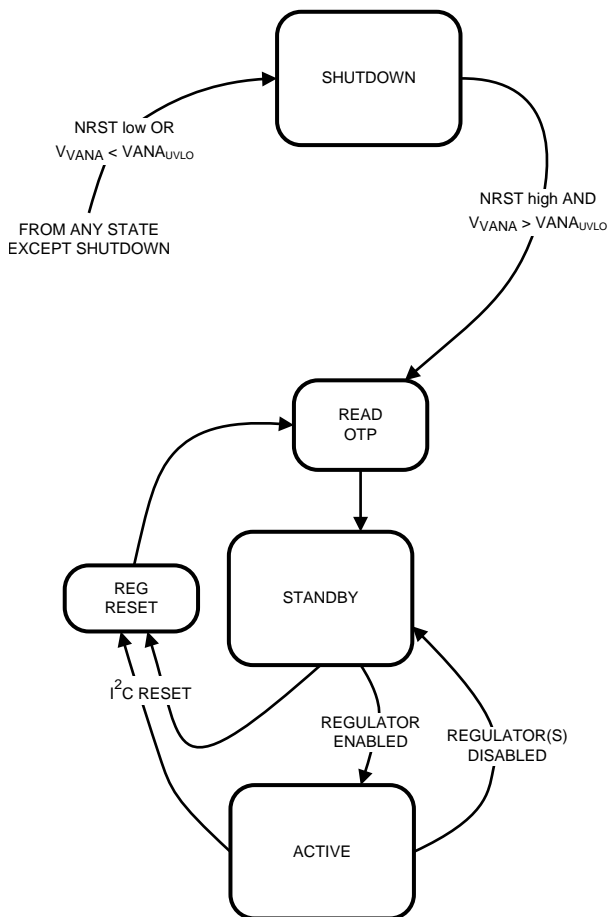 SHUTDOWN
NRST low OR
VVANA < VANAUVLO
FROM ANY STATE
EXCEPT SHUTDOWN
NRST high AND
VVANA > VANAUVLO
READ
OTP
STANDBY
REG
RESET
I2C RESET
REGULATOR
ENABLED
REGULATOR(S)
DISABLED
ACTIVE